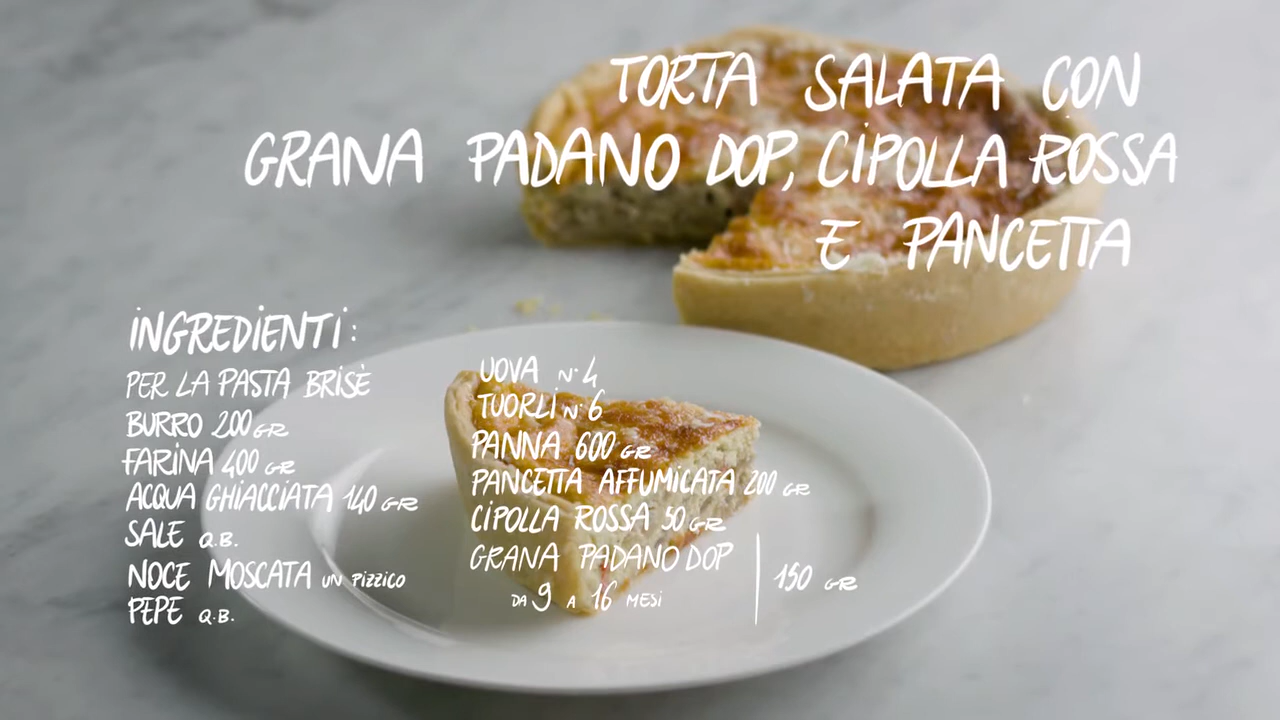 TORTA SALATA CON
GRANA PADANO DOP, CIPOLLA ROSSA
E PANCETTA
INGREDIENTI:
PER LA PASTA BRISÈ
BURRO 200 GR
FARINA 400 GR
ACQUA GHIACCIATA 140 GR
SALE Q.B.
NOCE MOSCATA UN PIZZICO
PEPE Q.B.
UOVA N° 4
TUORLI N° 6
PANNA 600 GR
PANCETTA AFFUMICATA 200 GR
CIPOLLA ROSSA 50 GR
GRANA PADANO DOP
DA 9 A 16 MESI
150 GR